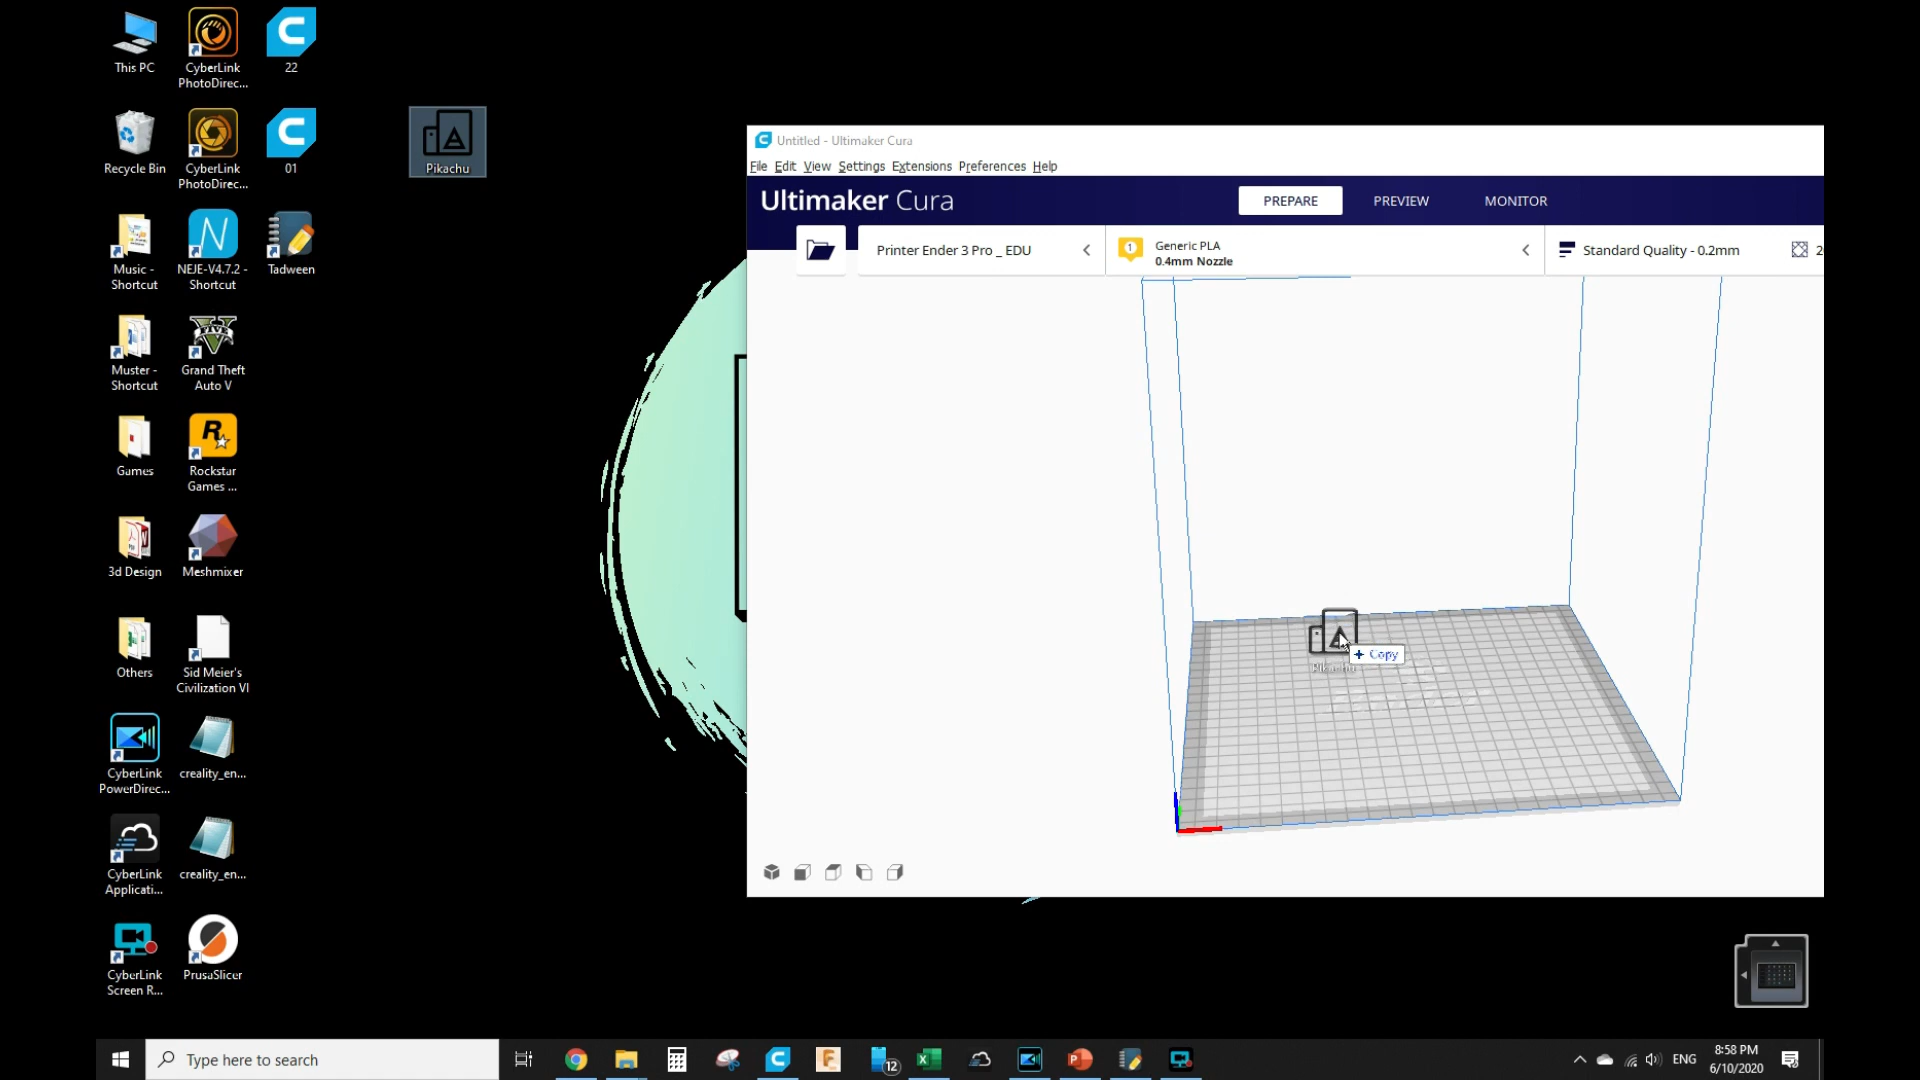 This PC
CyberLink
PhotoDirec...
22
Recycle Bin
CyberLink
PhotoDirec...
01
Pikachu
Music -
Shortcut
NEJE-V4.7.2 -
Shortcut
Tadween
Muster -
Shortcut
Grand Theft
Auto V
Games
Rockstar
Games ...
3d Design
Meshmixer
Others
Sid Meier's
Civilization VI
CyberLink
PowerDirec...
creality_en...
CyberLink
Applicati...
creality_en...
CyberLink
Screen R...
PrusaSlicer
Untitled - Ultimaker Cura
File Edit View Settings Extensions Preferences Help
Ultimaker Cura
PREPARE
PREVIEW
MONITOR
Printer Ender 3 Pro _ EDU
1
Generic PLA
0.4mm Nozzle
Standard Quality - 0.2mm
Pikachu
+ Copy
Type here to search
12
ENG
8:58 PM
6/10/2020